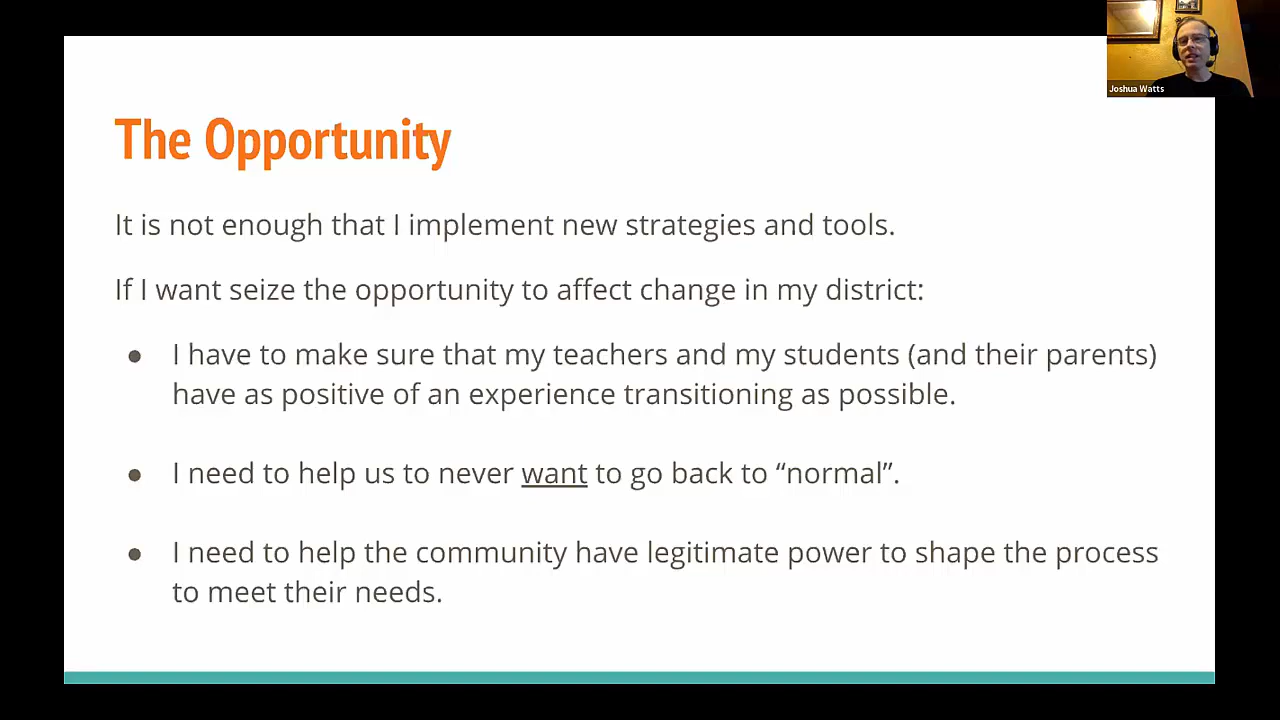 Joshua Watts
The Opportunity
It is not enough that I implement new strategies and tools.
If I want seize the opportunity to affect change in my district:
● I have to make sure that my teachers and my students (and their parents)
have as positive of an experience transitioning as possible.
● I need to help us to never want to go back to “normal”.
● I need to help the community have legitimate power to shape the process
to meet their needs.